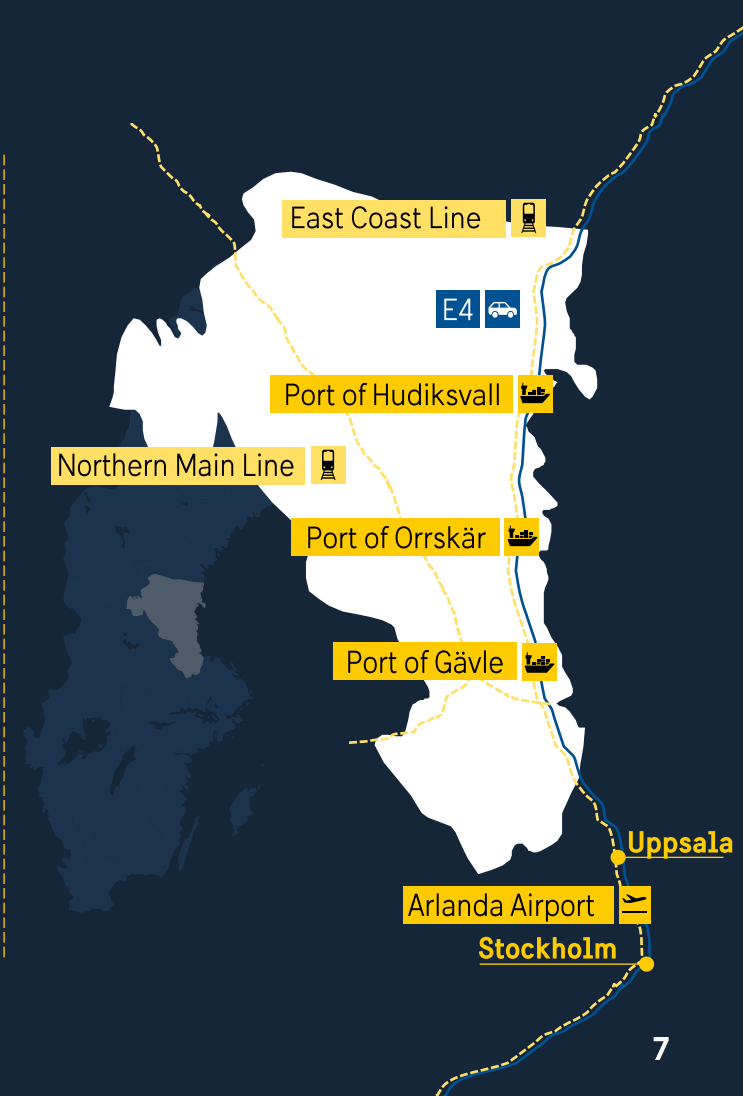 East Coast Line
E4
Port of Hudiksvall
Northern Main Line
Port of Orrskär
Port of Gävle
Uppsala
Arlanda Airport
Stockholm
7